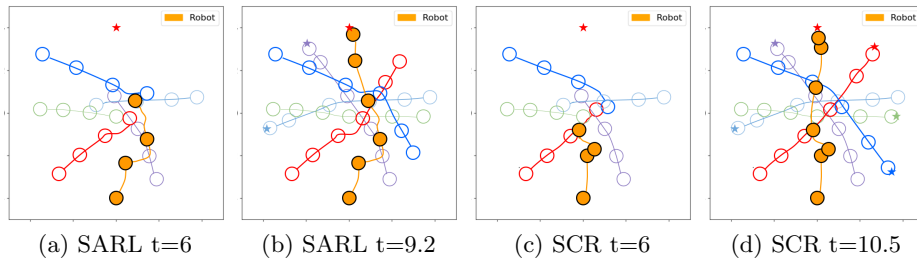 Robot
Robot
Robot
Robot
(a) SARL t=6
(b) SARL t=9.2
(c) SCR t=6
(d) SCR t=10.5